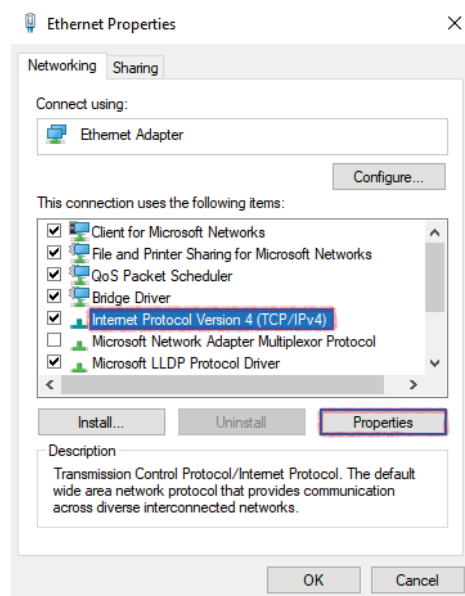 Ethernet Properties
Networking
Sharing
Connect using:
Ethernet Adapter
Configure...
This connection uses the following items:
Client for Microsoft Networks
File and Printer Sharing for Microsoft Networks
QoS Packet Scheduler
Bridge Driver
Internet Protocol Version 4 (TCP/IPv4)
Microsoft Network Adapter Multiplexor Protocol
Microsoft LLDP Protocol Driver
Install...
Uninstall
Properties
Description
Transmission Control Protocol/Internet Protocol. The default
wide area network protocol that provides communication
across diverse interconnected networks.
OK
Cancel